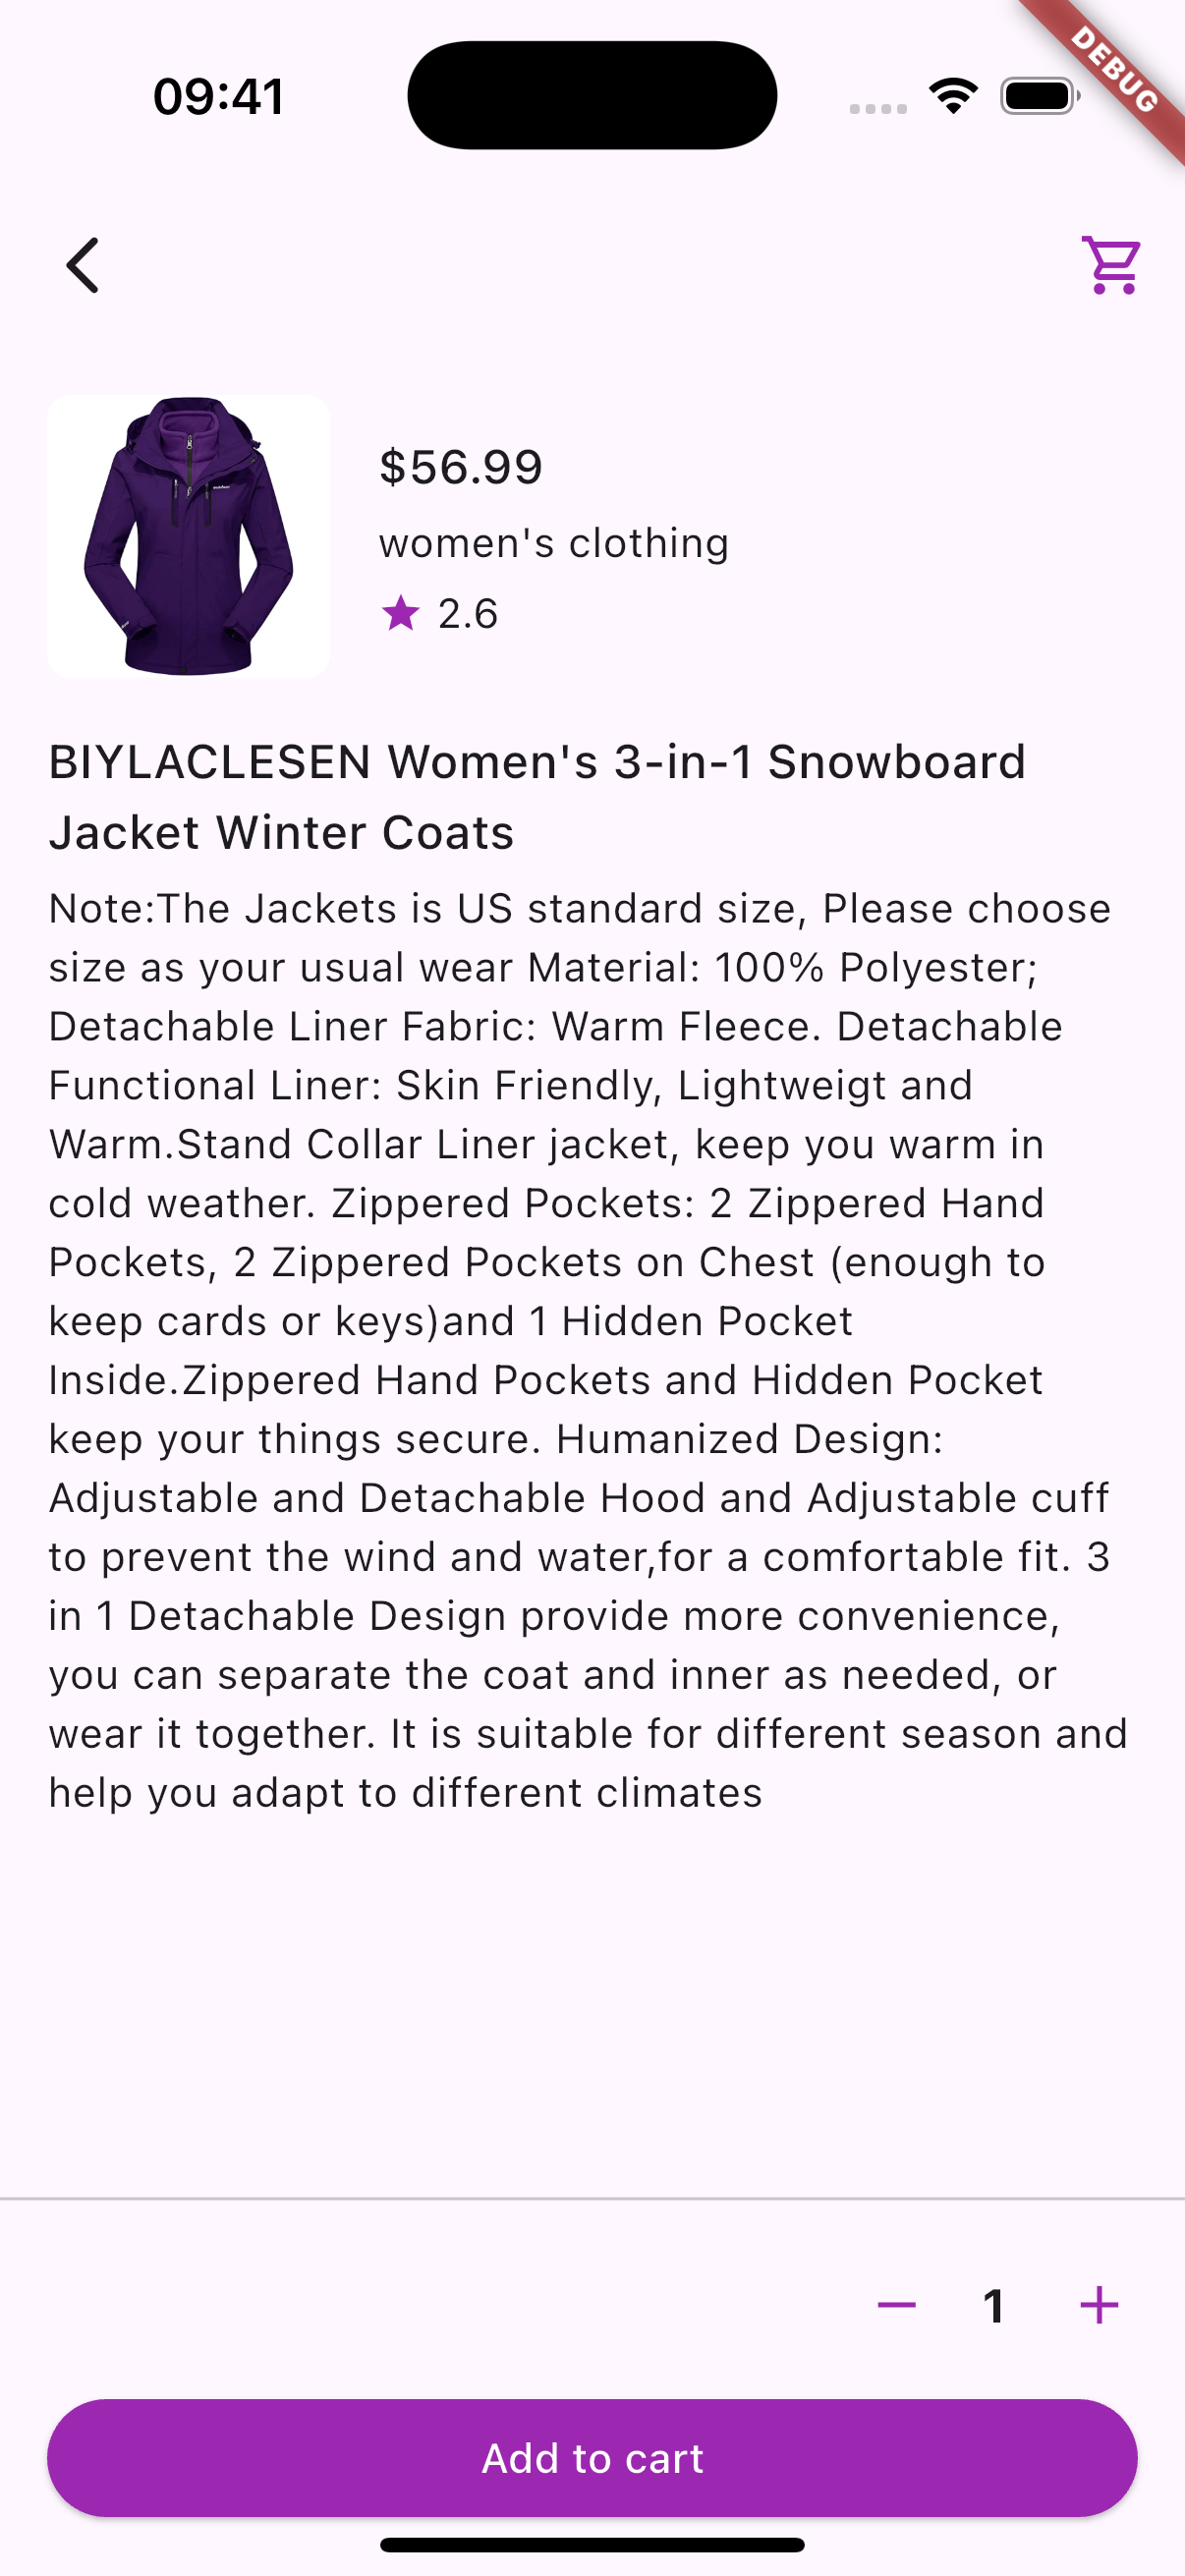 09:41
DEBUG
$56.99
women's clothing
2.6
BIYLACLESEN Women's 3-in-1 Snowboard
Jacket Winter Coats
Note:The Jackets is US standard size, Please choose
size as your usual wear Material: 100% Polyester;
Detachable Liner Fabric: Warm Fleece. Detachable
Functional Liner: Skin Friendly, Lightweigt and
Warm.Stand Collar Liner jacket, keep you warm in
cold weather. Zippered Pockets: 2 Zippered Hand
Pockets, 2 Zippered Pockets on Chest (enough to
keep cards or keys)and 1 Hidden Pocket
Inside.Zippered Hand Pockets and Hidden Pocket
keep your things secure. Humanized Design:
Adjustable and Detachable Hood and Adjustable cuff
to prevent the wind and water,for a comfortable fit. 3
in 1 Detachable Design provide more convenience,
you can separate the coat and inner as needed, or
wear it together. It is suitable for different season and
help you adapt to different climates
1
Add to cart